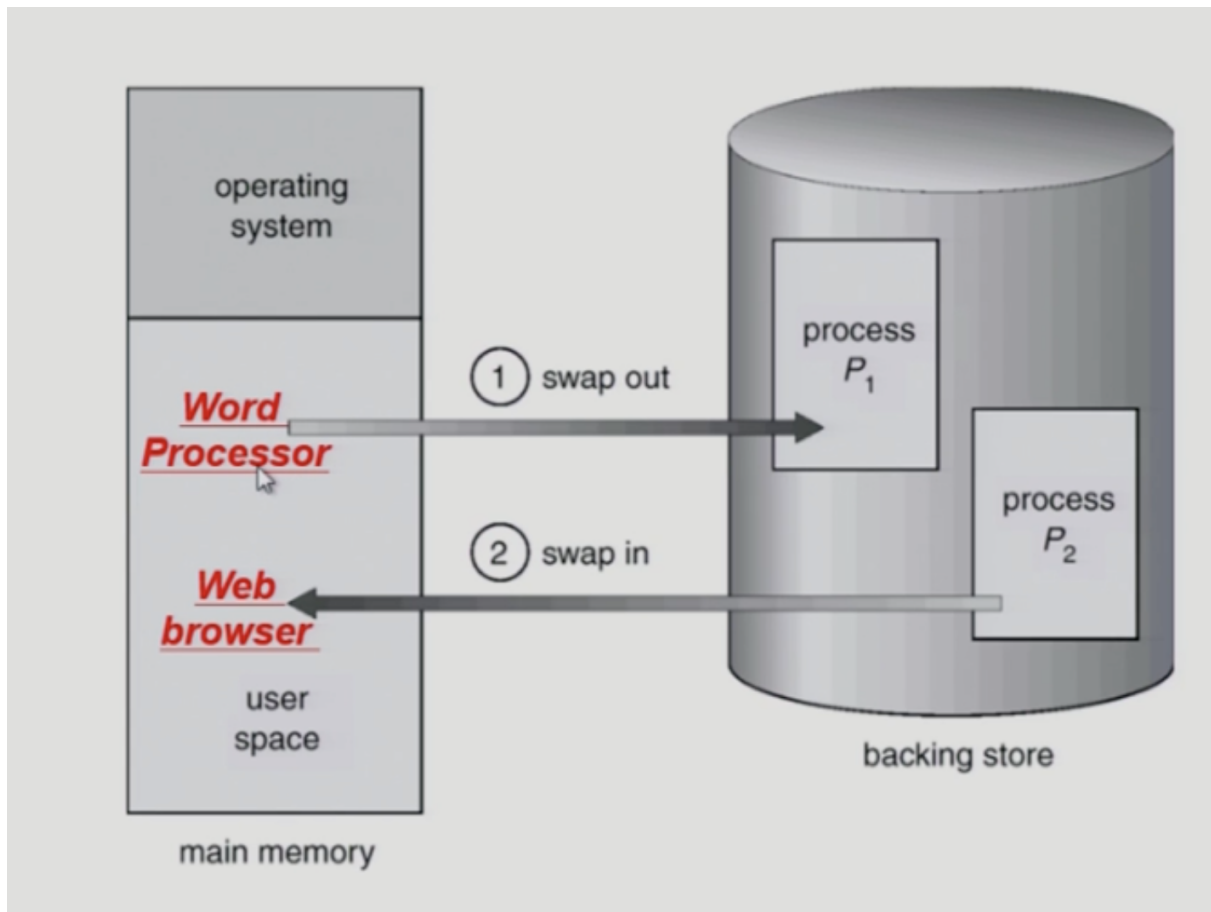 operating
system
Word
Processor
Web
browser
user
space
main memory
1 swap out
2 swap in
process
P1
process
P2
backing store